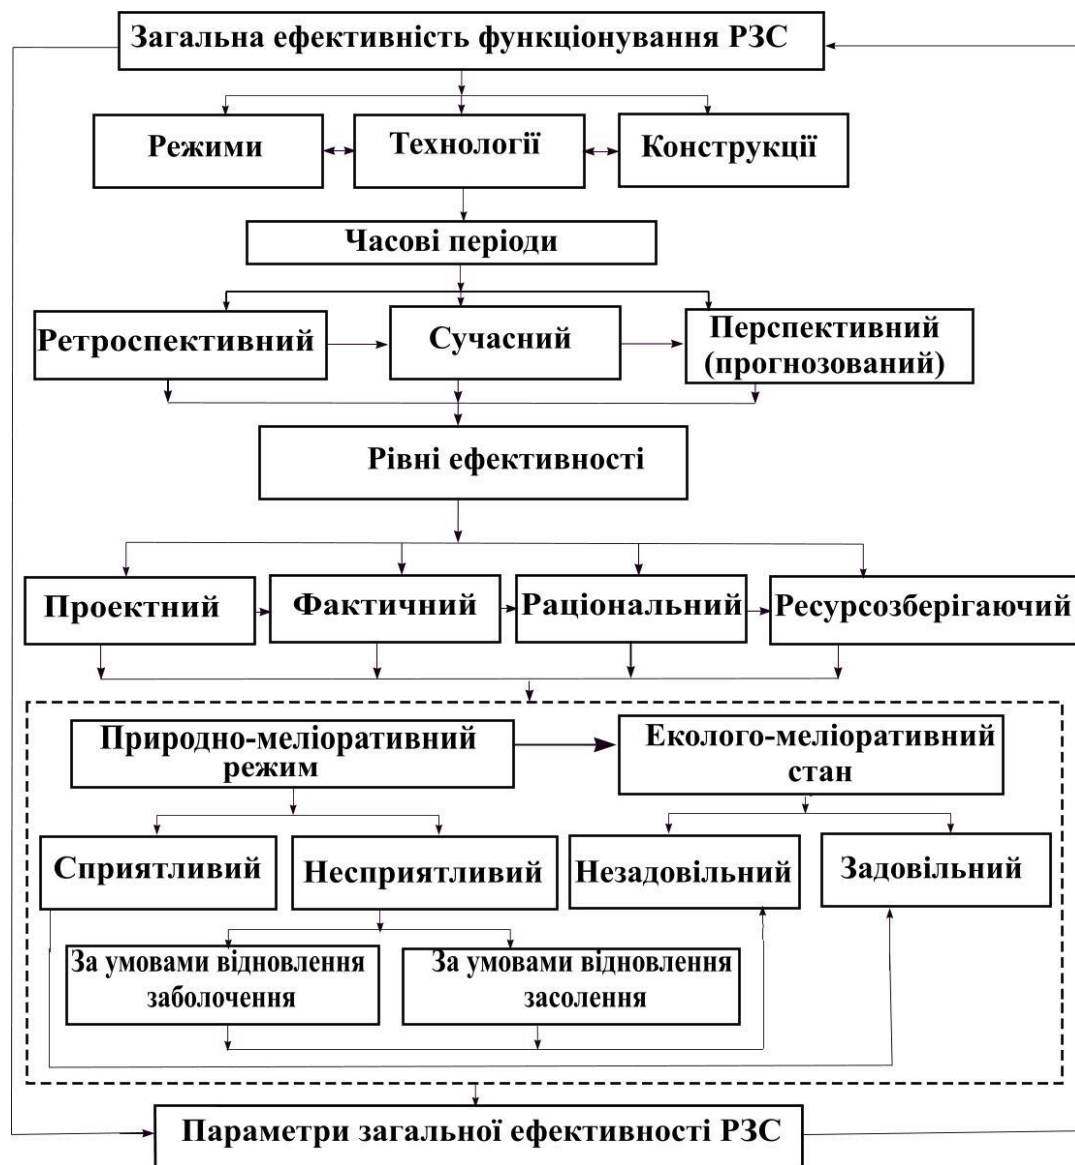 Загальна ефективність функціонування РЗС
Режими
Технології
Конструкції
Часові періоди
Ретроспективний
Сучасний
Перспективний
(прогнозований)
Рівні ефективності
Проектний
Фактичний
Раціональний
Ресурсозберігаючий
Природно-меліоративний
режим
Еколого-меліоративний
стан
Сприятливий
Несприятливий
Незадовільний
Задовільний
За умовами відновлення
заболочення
За умовами відновлення
засолення
Параметри загальної ефективності РЗС